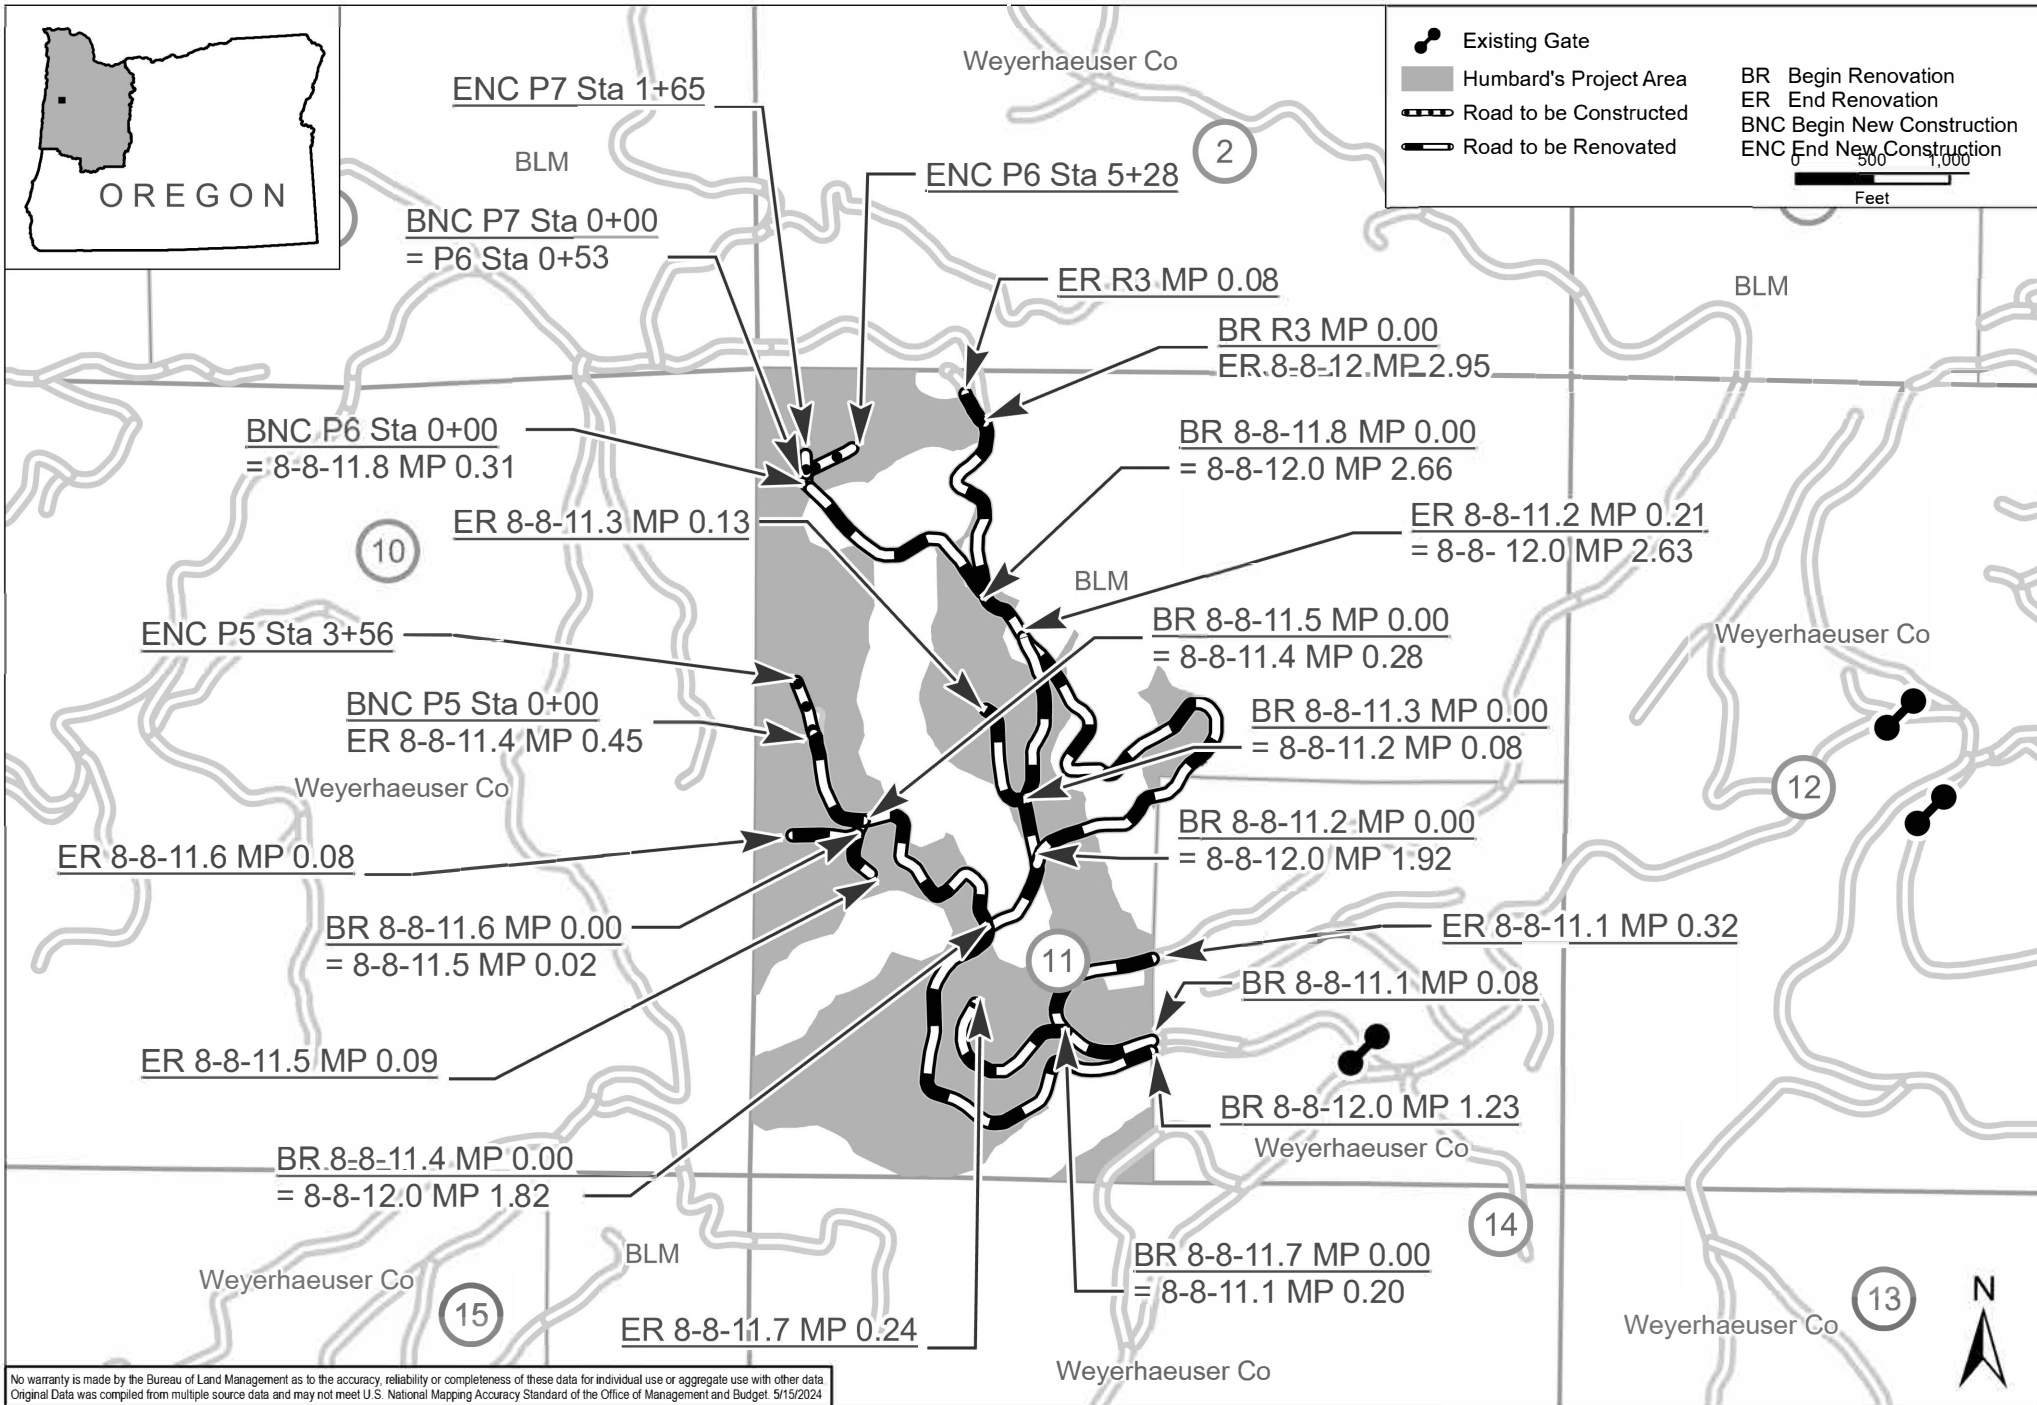 OREGON
Existing Gate
Humbard's Project Area
Road to be Constructed
Road to be Renovated
BR Begin Renovation
ER End Renovation
BNC Begin New Construction
ENC End New Construction
0 500 1,000
Feet
Weyerhaeuser Co
ENC P7 Sta 1+65
BLM
2
ENC P6 Sta 5+28
BNC P7 Sta 0+00
= P6 Sta 0+53
ER R3 MP 0.08
BLM
BR R3 MP 0.00
ER 8-8-12 MP 2.95
BNC P6 Sta 0+00
= 8-8-11.8 MP 0.31
BR 8-8-11.8 MP 0.00
= 8-8-12.0 MP 2.66
ER 8-8-11.3 MP 0.13
ER 8-8-11.2 MP 0.21
= 8-8- 12.0 MP 2.63
10
BLM
ENC P5 Sta 3+56
BR 8-8-11.5 MP 0.00
= 8-8-11.4 MP 0.28
Weyerhaeuser Co
BNC P5 Sta 0+00
ER 8-8-11.4 MP 0.45
BR 8-8-11.3 MP 0.00
= 8-8-11.2 MP 0.08
Weyerhaeuser Co
12
BR 8-8-11.2 MP 0.00
= 8-8-12.0 MP 1.92
ER 8-8-11.6 MP 0.08
BR 8-8-11.6 MP 0.00
= 8-8-11.5 MP 0.02
ER 8-8-11.1 MP 0.32
11
BR 8-8-11.1 MP 0.08
ER 8-8-11.5 MP 0.09
BR 8-8-12.0 MP 1.23
Weyerhaeuser Co
BR 8-8-11.4 MP 0.00
= 8-8-12.0 MP 1.82
14
BLM
Weyerhaeuser Co
BR 8-8-11.7 MP 0.00
= 8-8-11.1 MP 0.20
15
13
N
ER 8-8-11.7 MP 0.24
Weyerhaeuser Co
Weyerhaeuser Co
No warranty is made by the Bureau of Land Management as to the accuracy, reliability or completeness of these data for individual use or aggregate use with other data
Original Data was compiled from multiple source data and may not meet U.S. National Mapping Accuracy Standard of the Office of Management and Budget. 5/15/2024